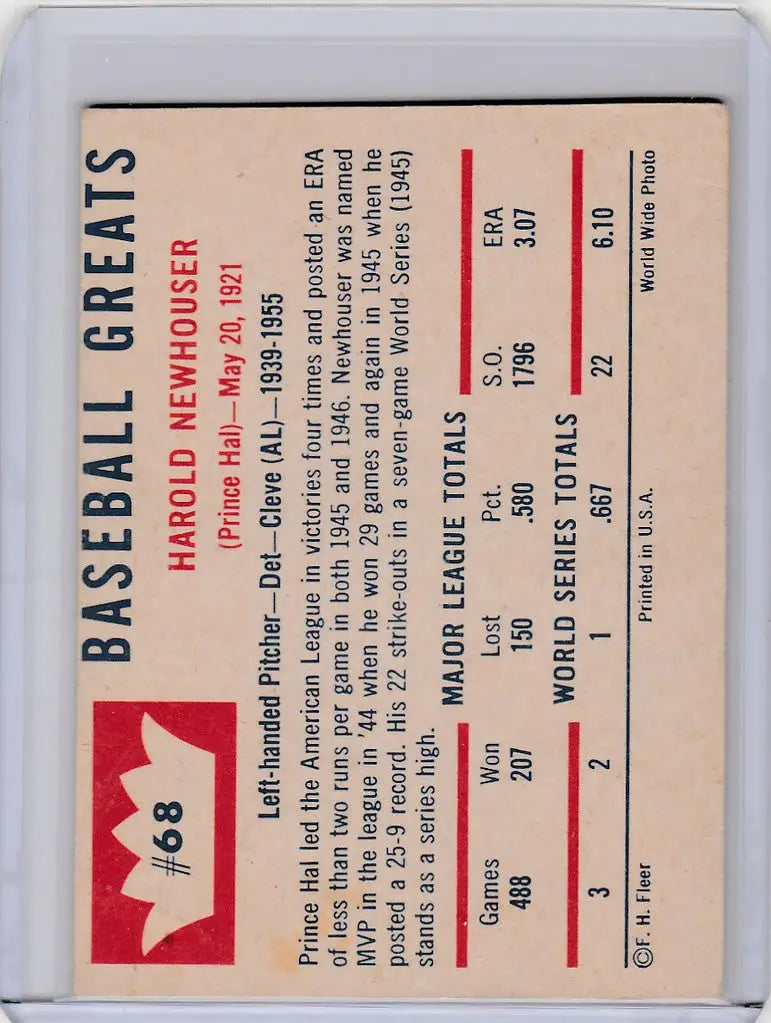 #68
BASEBALL GREATS
HAROLD NEWHOUSER
(Prince Hal)—May 20, 1921
Left-handed Pitcher—Det—Cleve (AL)—1939-1955
Prince Hal led the American League in victories four times and posted an ERA
of less than two runs per game in both 1945 and 1946. Newhouser was named
MVP in the league in '44 when he won 29 games and again in 1945 when he
posted a 25-9 record. His 22 strike-outs in a seven-game World Series (1945)
stands as a series high.
MAJOR LEAGUE TOTALS
Games Won Lost Pct. S.O. ERA
488 207 150 .580 1796 3.07
WORLD SERIES TOTALS
3 2 1 .667 22 6.10
©F. H. Fleer Printed in U.S.A. World Wide Photo